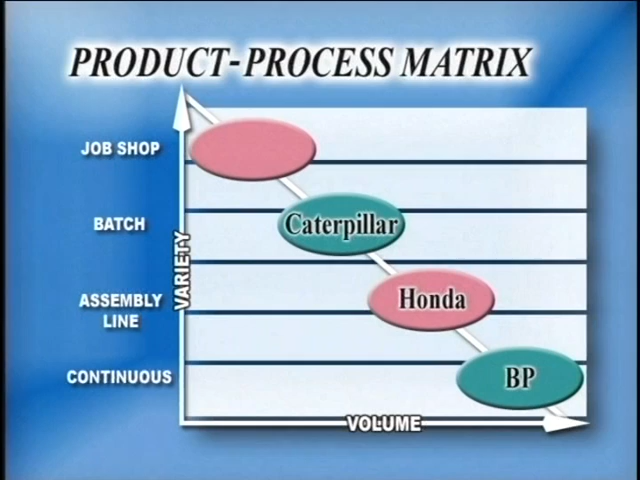 PRODUCT-PROCESS MATRIX
JOB SHOP
BATCH
Caterpillar
VARIETY
ASSEMBLY
LINE
Honda
CONTINUOUS
BP
VOLUME